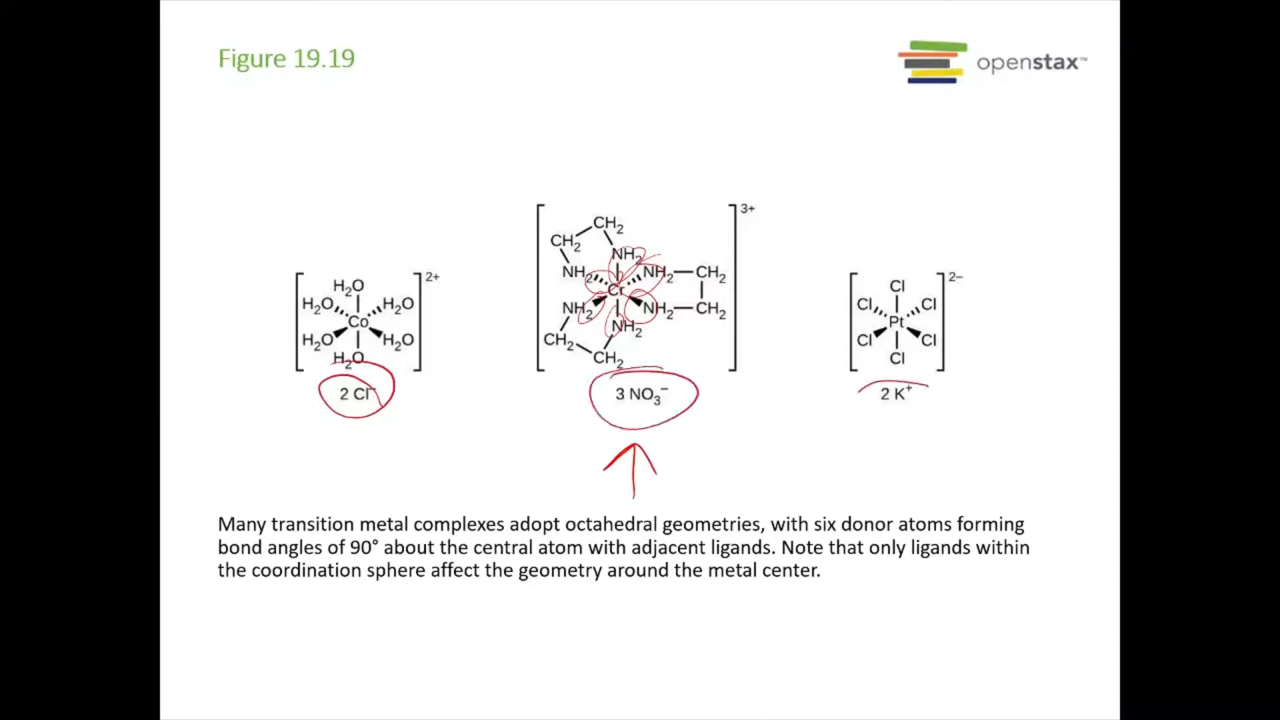 Figure 19.19
openstax™
3+
CH₂
CH₂
NH₂
NH₂ NH₂ CH₂
Cr
NH₂ NH₂ CH₂
NH₂
CH₂
CH₂
3 NO₃⁻
2+
H₂O
H₂O H₂O
Co
H₂O H₂O
H₂O
2 Cl⁻
2−
Cl
Cl Cl
Pt
Cl Cl
Cl
2 K⁺
Many transition metal complexes adopt octahedral geometries, with six donor atoms forming
bond angles of 90° about the central atom with adjacent ligands. Note that only ligands within
the coordination sphere affect the geometry around the metal center.